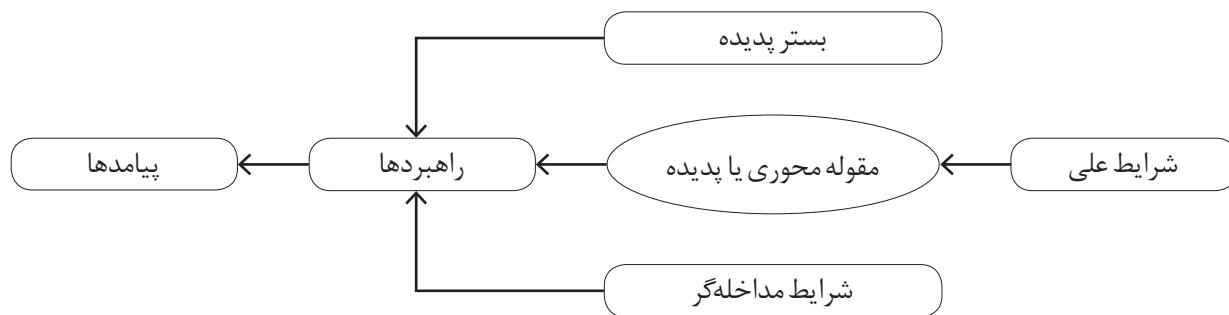 بستر پدیده
شرایط علی
مقوله محوری یا پدیده
راهبردها
پیامدها
شرایط مداخله‌گر